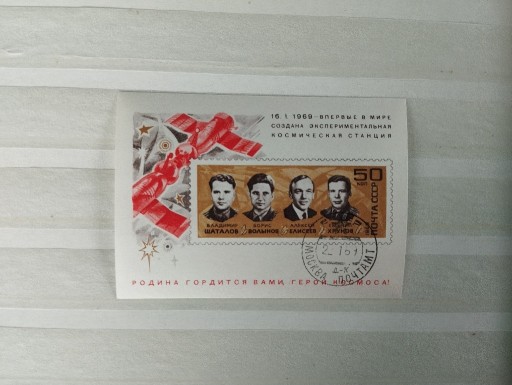 16.1.1969-ВПЕРВЫЕ В МИРЕ
СОЗДАНА ЭКСПЕРИМЕНТАЛЬНАЯ
КОСМИЧЕСКАЯ СТАНЦИЯ
50
КОП
ПОЧТА СССР
ВЛАДИМИР
ШАТАЛОВ
БОРИС
ВОЛЫНОВ
АЛЕКСЕЙ
ЕЛИСЕЕВ
ХРУНОВ
МОСКВА ПОЧТАМТ
РОДИНА ГОРДИТСЯ ВАМИ, ГЕРОИ КОСМОСА!